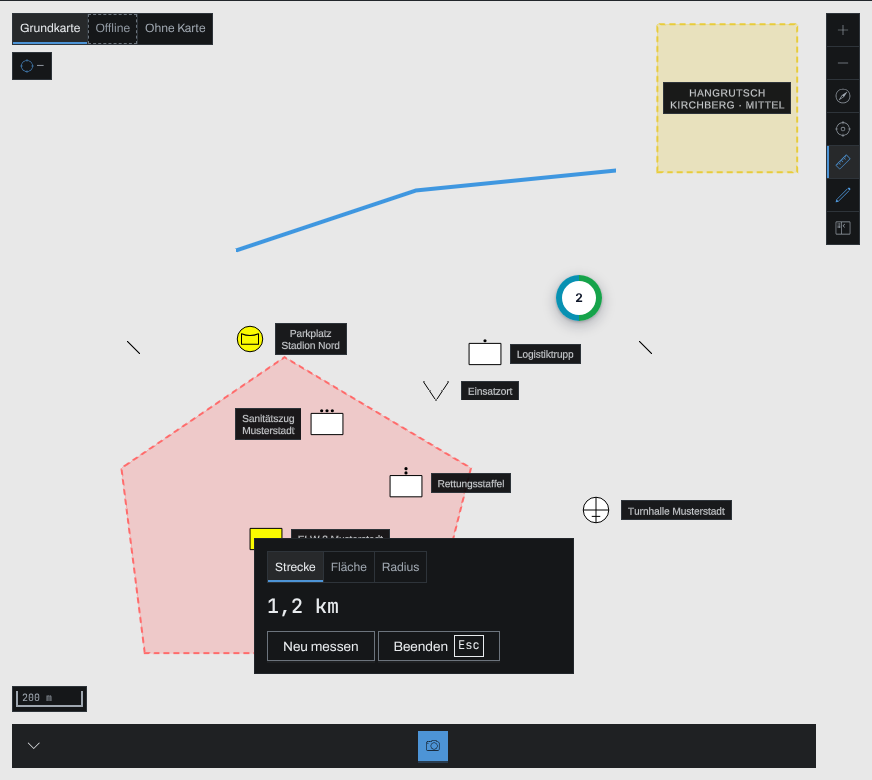 Grundkarte Offline Ohne Karte
HANGRUTSCH
KIRCHBERG · MITTEL
2
Parkplatz
Stadion Nord
Logistiktrupp
Einsatzort
Sanitätszug
Musterstadt
Rettungsstaffel
Turnhalle Musterstadt
Musterstadt
Strecke Fläche Radius
1,2 km
Neu messen Beenden Esc
200 m